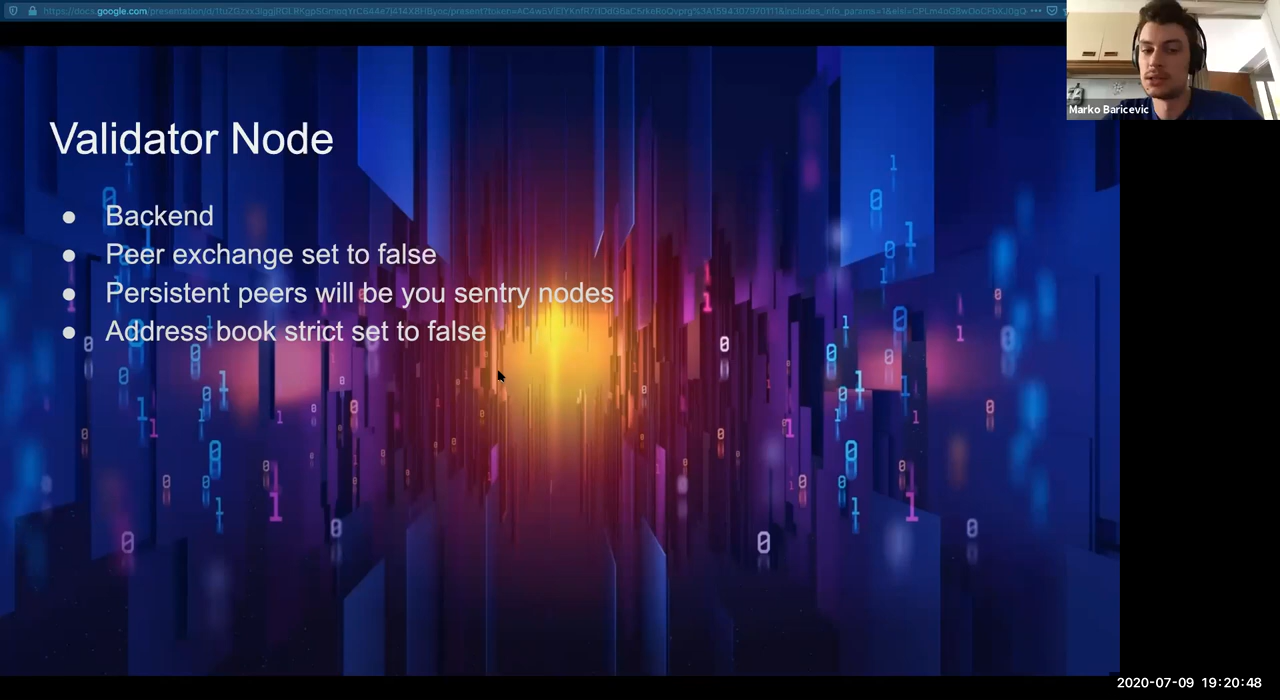 Marko Baricevic
Validator Node
● Backend
● Peer exchange set to false
● Persistent peers will be you sentry nodes
● Address book strict set to false
2020-07-09 19:20:48